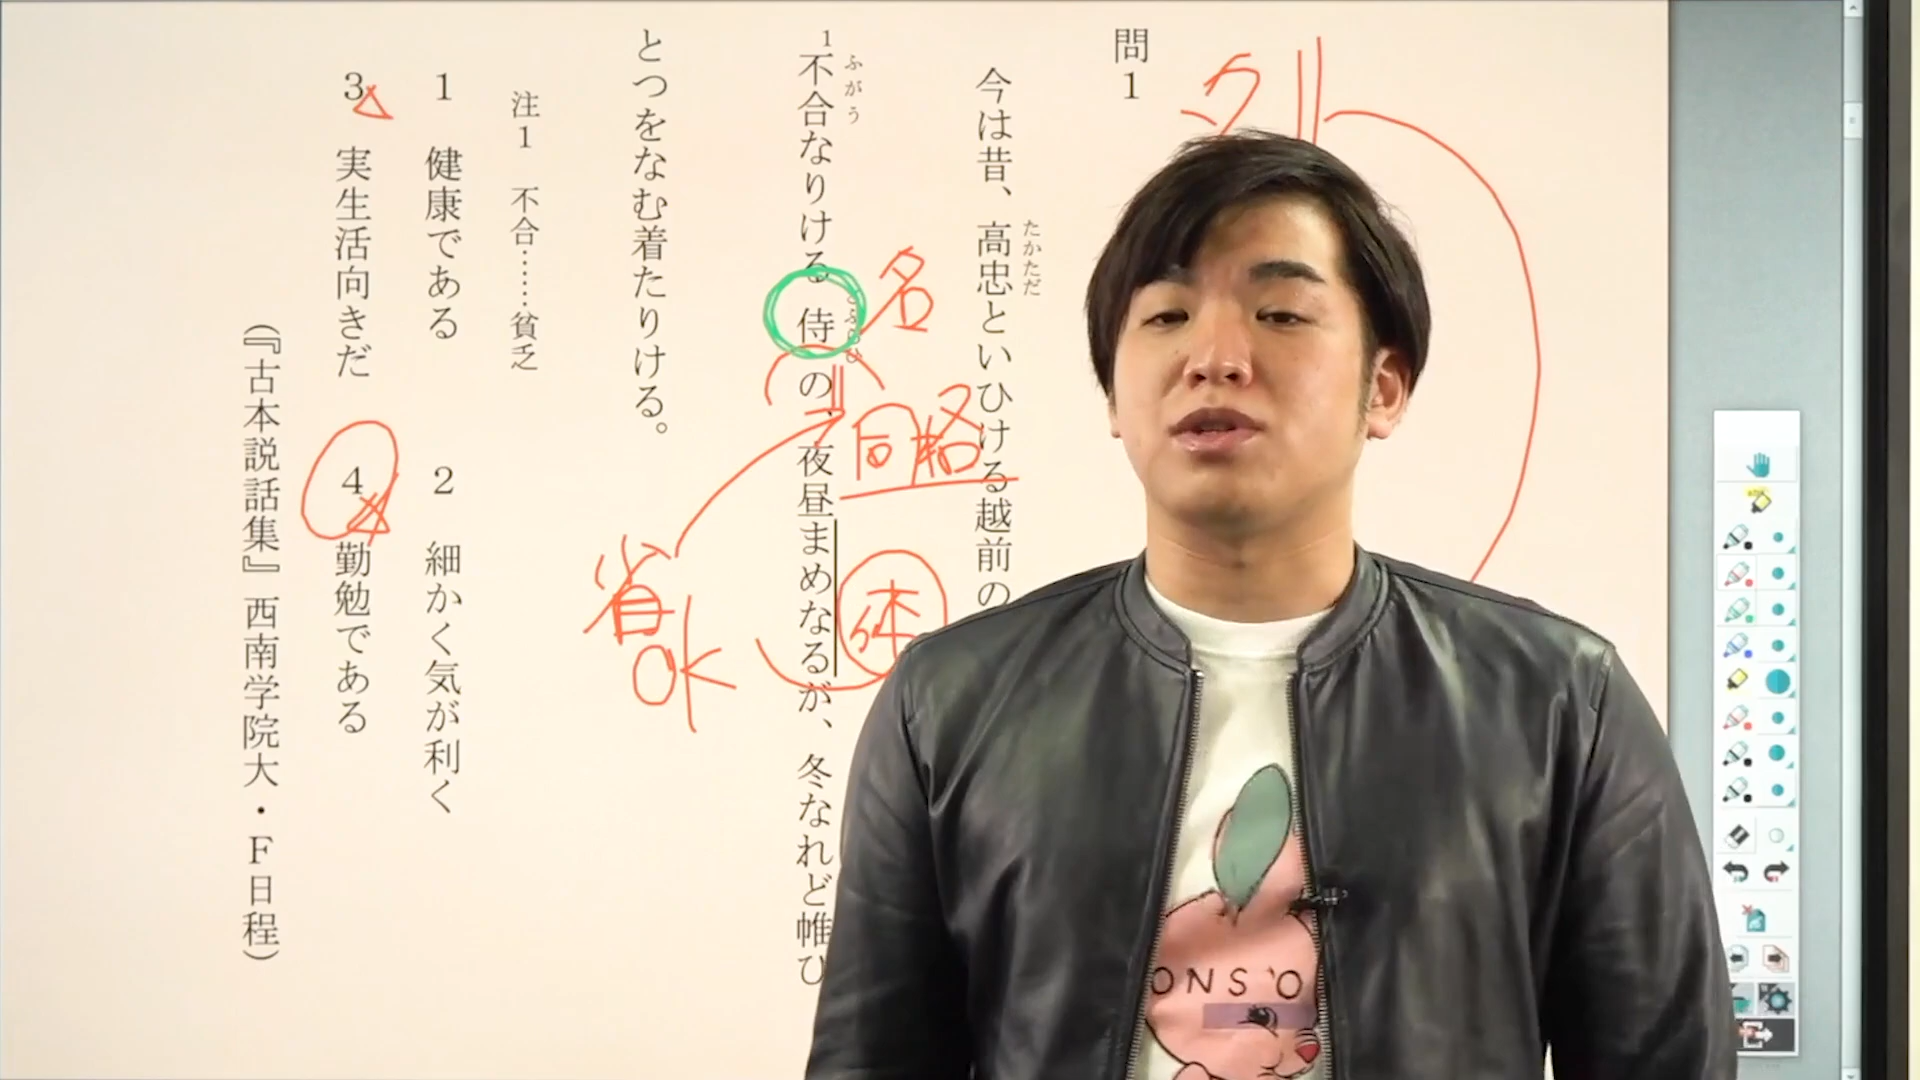 問1
今は昔、高忠といひける越前の
たかただ
1不合なりける侍の、夜昼まめなるが、冬なれど帷ひ
ふがう
名
同格
体
省
OK
とつをなむ着たりける。
注1 不合……貧乏
1 健康である 2 細かく気が利く
3 実生活向きだ 4 勤勉である
(『古本説話集』西南学院大・F日程)
ONS'O